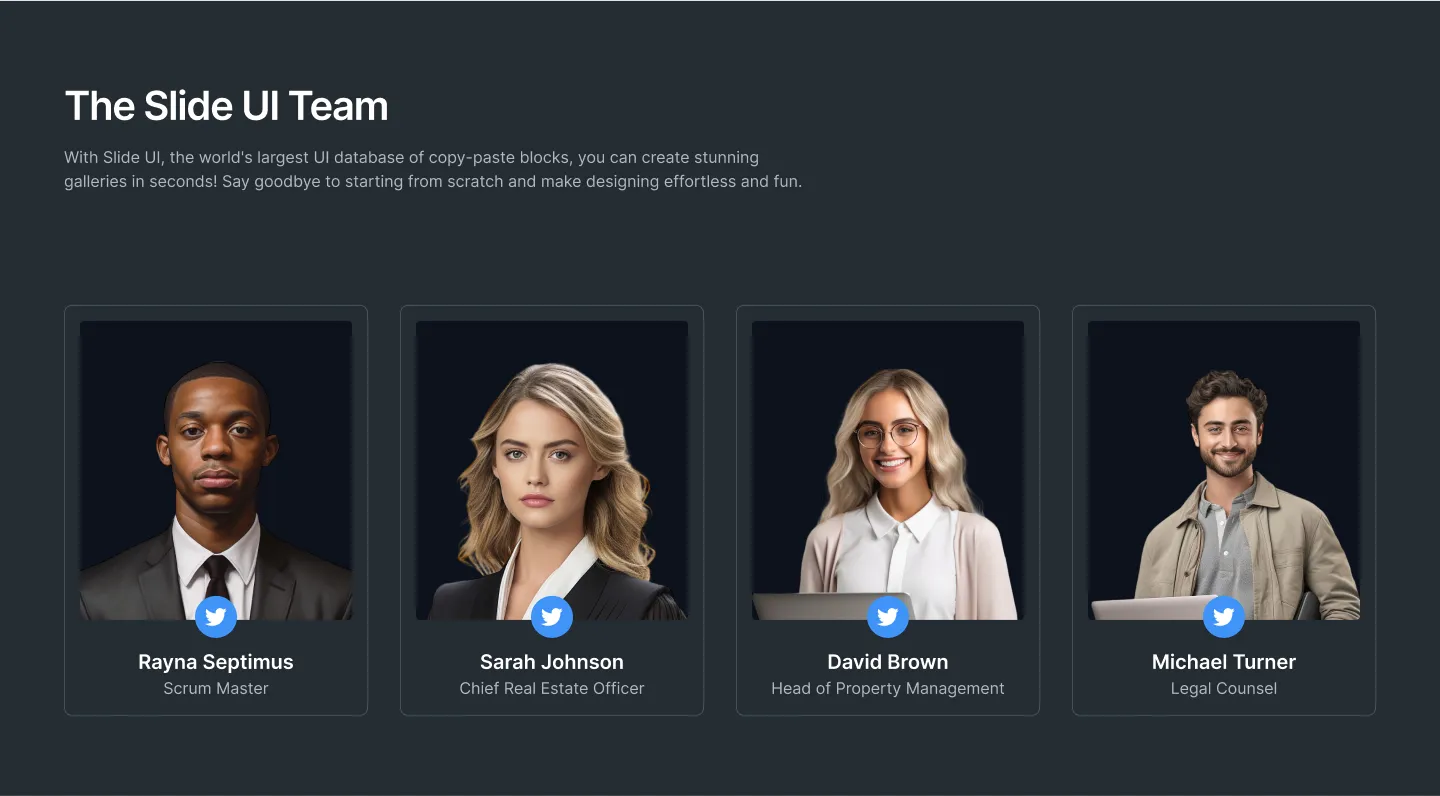 The Slide UI Team
With Slide UI, the world's largest UI database of copy-paste blocks, you can create stunning
galleries in seconds! Say goodbye to starting from scratch and make designing effortless and fun.
Rayna Septimus
Scrum Master
Sarah Johnson
Chief Real Estate Officer
David Brown
Head of Property Management
Michael Turner
Legal Counsel